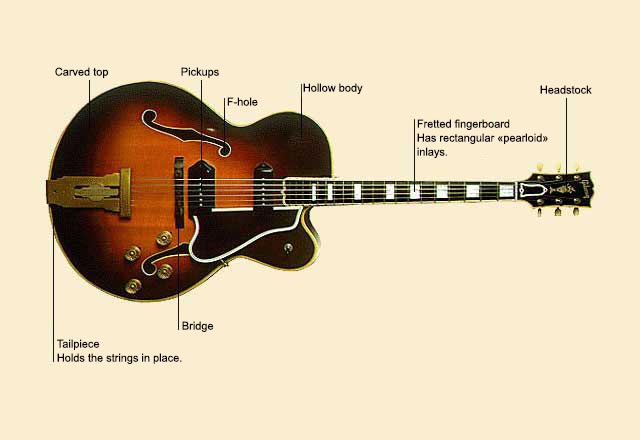 Carved top
Pickups
F-hole
Hollow body
Headstock
Fretted fingerboard
Has rectangular «pearloid»
inlays.
Bridge
Tailpiece
Holds the strings in place.